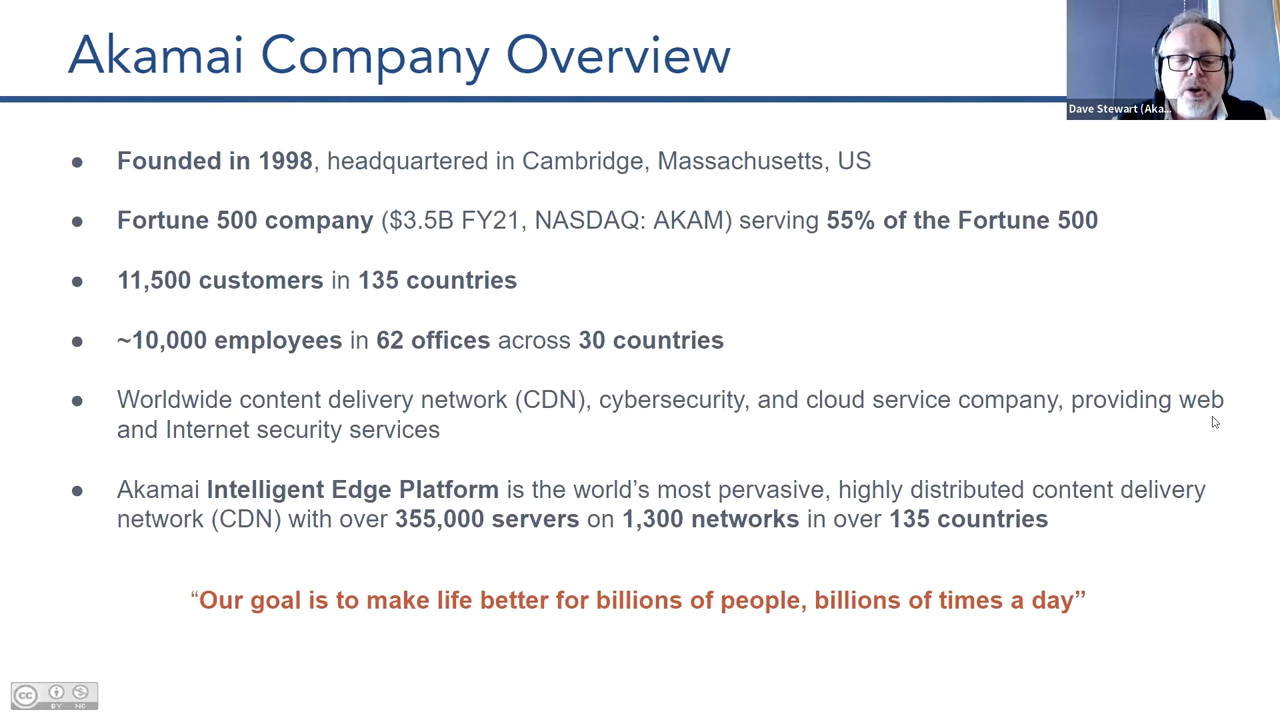 Akamai Company Overview
Dave Stewart (Aka...
● Founded in 1998, headquartered in Cambridge, Massachusetts, US
● Fortune 500 company ($3.5B FY21, NASDAQ: AKAM) serving 55% of the Fortune 500
● 11,500 customers in 135 countries
● ~10,000 employees in 62 offices across 30 countries
● Worldwide content delivery network (CDN), cybersecurity, and cloud service company, providing web
and Internet security services
● Akamai Intelligent Edge Platform is the world’s most pervasive, highly distributed content delivery
network (CDN) with over 355,000 servers on 1,300 networks in over 135 countries
“Our goal is to make life better for billions of people, billions of times a day”
cc
BY NC